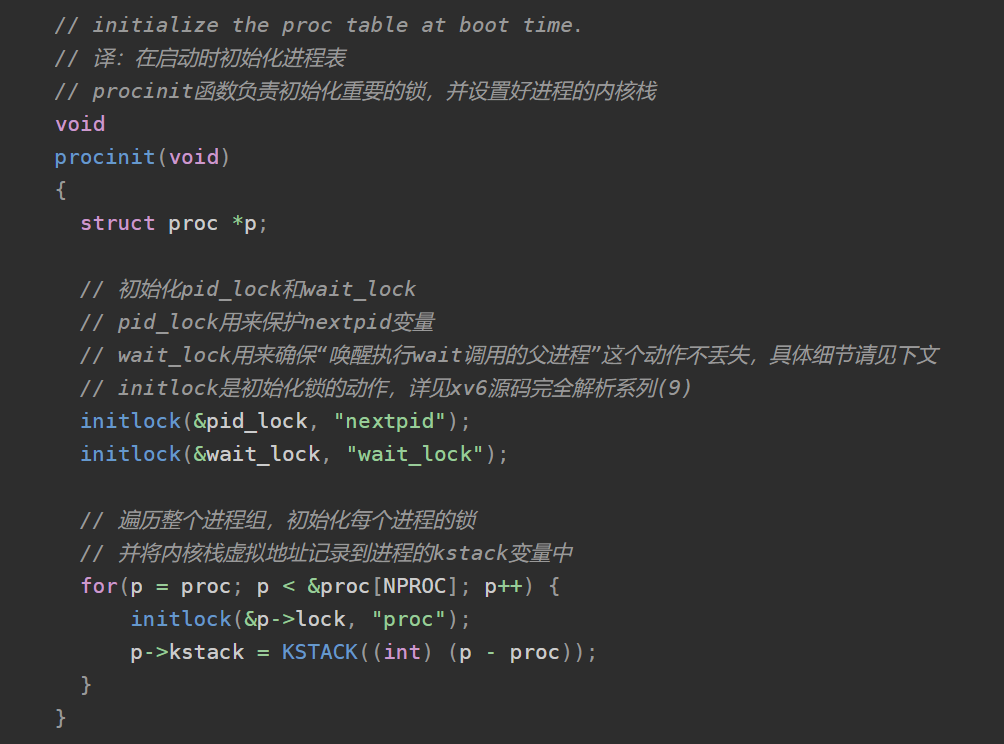 // initialize the proc table at boot time.
// 译：在启动时初始化进程表
// procinit函数负责初始化重要的锁，并设置好进程的内核栈
void
procinit(void)
{
  struct proc *p;

  // 初始化pid_lock和wait_lock
  // pid_lock用来保护nextpid变量
  // wait_lock用来确保“唤醒执行wait调用的父进程”这个动作不丢失，具体细节请见下文
  // initlock是初始化锁的动作，详见xv6源码完全解析系列(9)
  initlock(&pid_lock, "nextpid");
  initlock(&wait_lock, "wait_lock");

  // 遍历整个进程组，初始化每个进程的锁
  // 并将内核栈虚拟地址记录到进程的kstack变量中
  for(p = proc; p < &proc[NPROC]; p++) {
      initlock(&p->lock, "proc");
      p->kstack = KSTACK((int) (p - proc));
  }
}